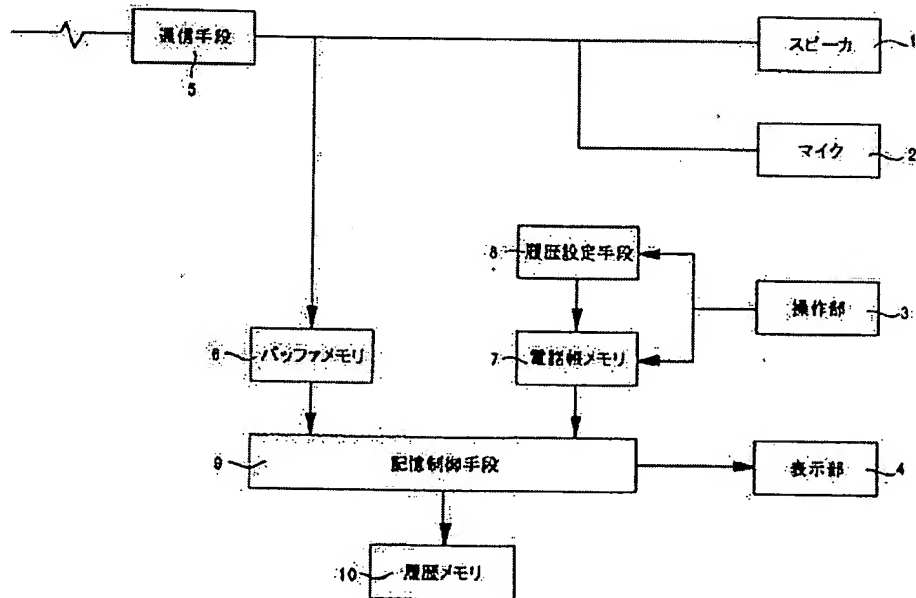 通信手段
5
スピーカ
1
マイク
2
8
履歴設定手段
操作部
3
6
バッファメモリ
7
電話帳メモリ
9
記憶制御手段
表示部
4
10
履歴メモリ